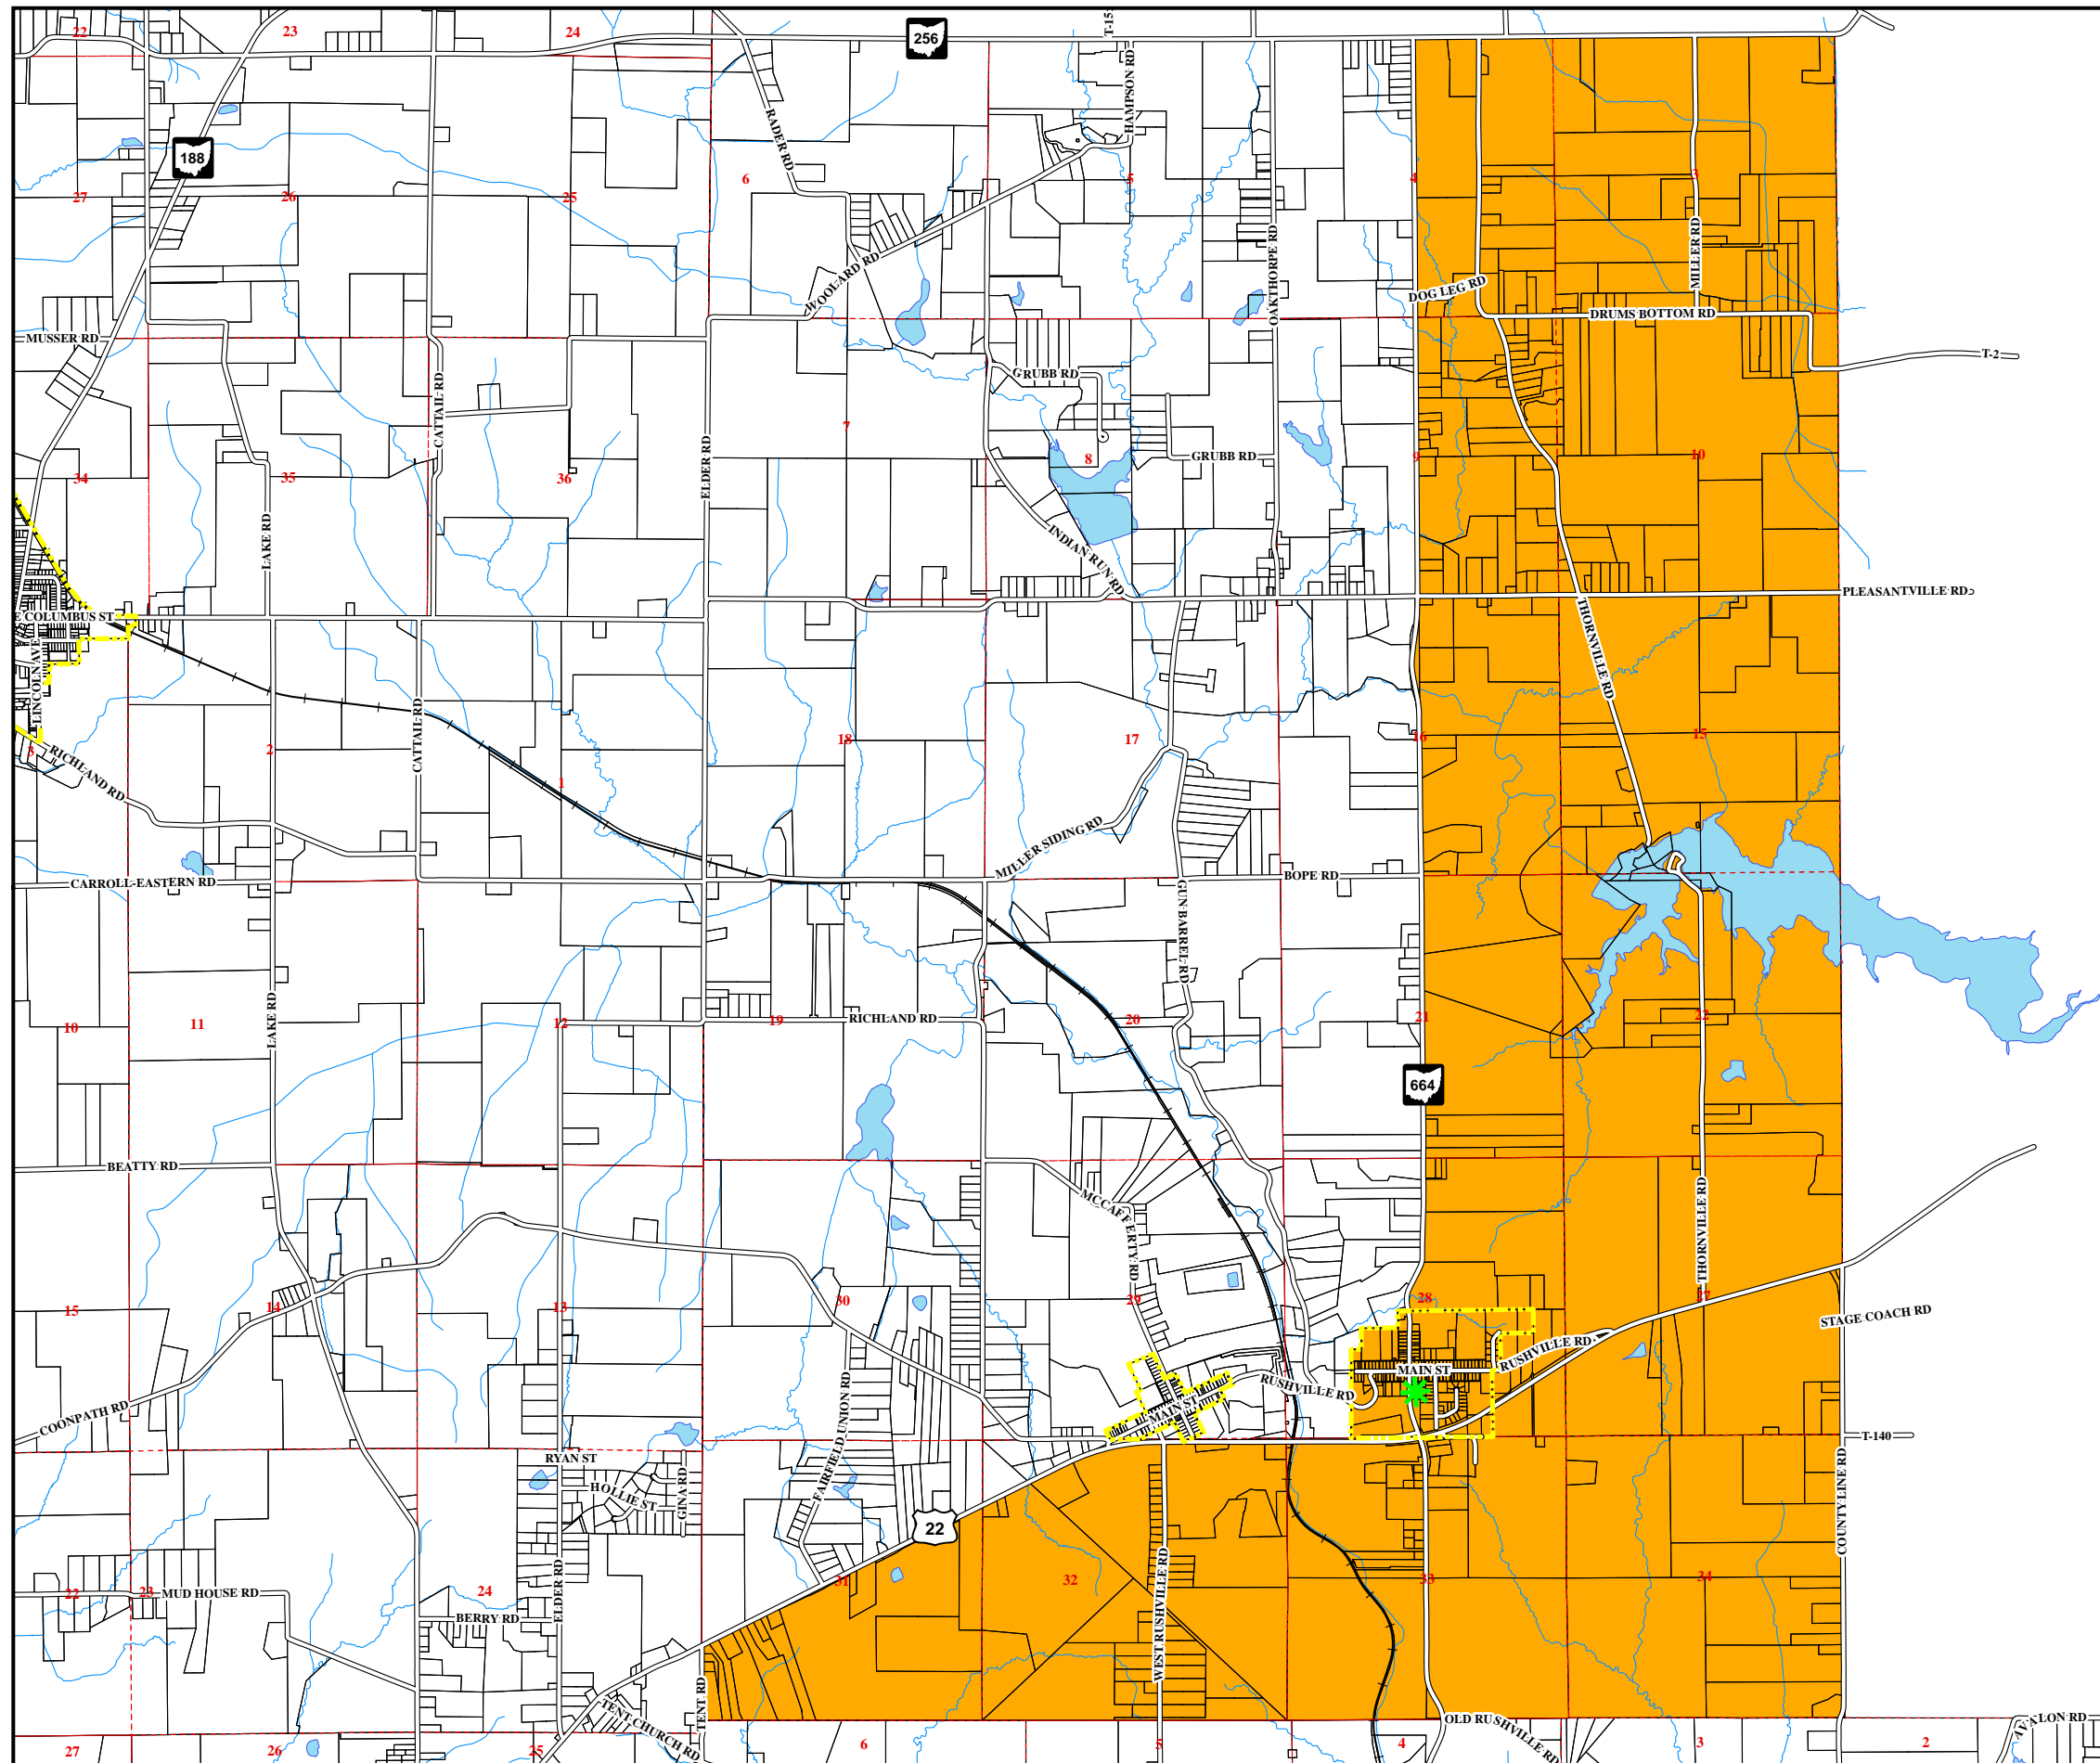 22
23
24
256
T-15
HAMPSON RD
RADER RD
188
27
26
25
6
5
4
3
MILLER RD
OAKTHORPE RD
WOOLARD RD
DOG LEG RD
DRUMS BOTTOM RD
MUSSER RD
T-2
GRUBB RD
CATTAIL RD
7
ELDER RD
8
GRUBB RD
9
10
34
35
36
LAKE RD
INDIAN RUN RD
PLEASANTVILLE RD
E COLUMBUS ST
LINCOLN AVE
THORNVILLE RD
CATTAIL RD
3
2
1
18
17
16
15
RICHLAND RD
MILLER SIDING RD
CARROLL-EASTERN RD
BOPE RD
GUN BARREL RD
LAKE RD
10
11
12
19
RICHLAND RD
20
21
22
664
BEATTY RD
MCCAFFERTY RD
THORNVILLE RD
15
14
13
30
29
28
27
STAGE COACH RD
RUSHVILLE RD
MAIN ST
RUSHVILLE RD
MAIN ST
COONPATH RD
FAIRFIELD UNION RD
T-140
RYAN ST
HOLLIE ST
GINA RD
COUNTY LINE RD
22
22
23
MUD HOUSE RD
24
ELDER RD
BERRY RD
31
32
WEST RUSHVILLE RD
33
34
TENT RD
TENT CHURCH RD
OLD RUSHVILLE RD
AVALON RD
27
26
25
6
5
4
3
2